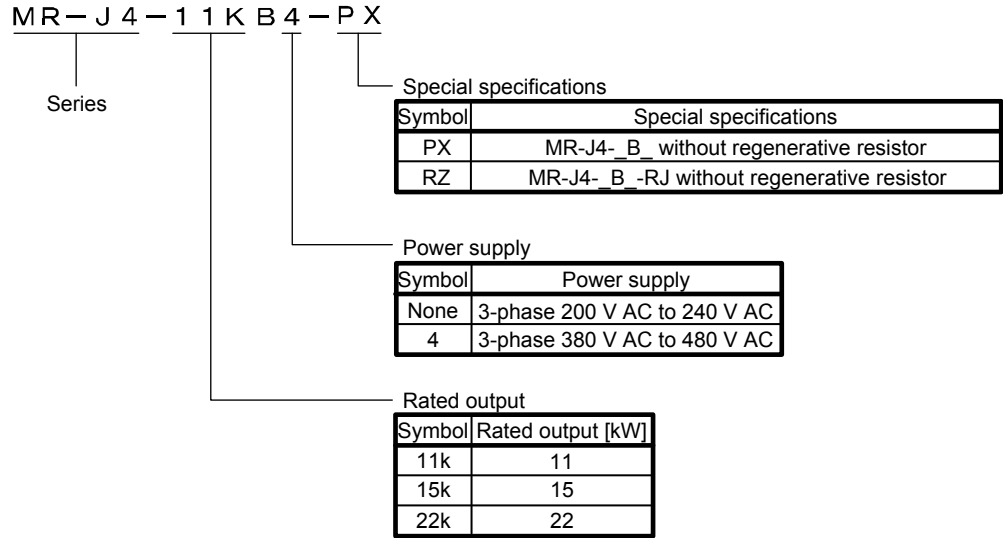 MR-J4-11KB4-PX
Series
Special specifications
Symbol Special specifications
PX MR-J4-_B_ without regenerative resistor
RZ MR-J4-_B_-RJ without regenerative resistor
Power supply
Symbol Power supply
None 3-phase 200 V AC to 240 V AC
4 3-phase 380 V AC to 480 V AC
Rated output
Symbol Rated output [kW]
11k 11
15k 15
22k 22